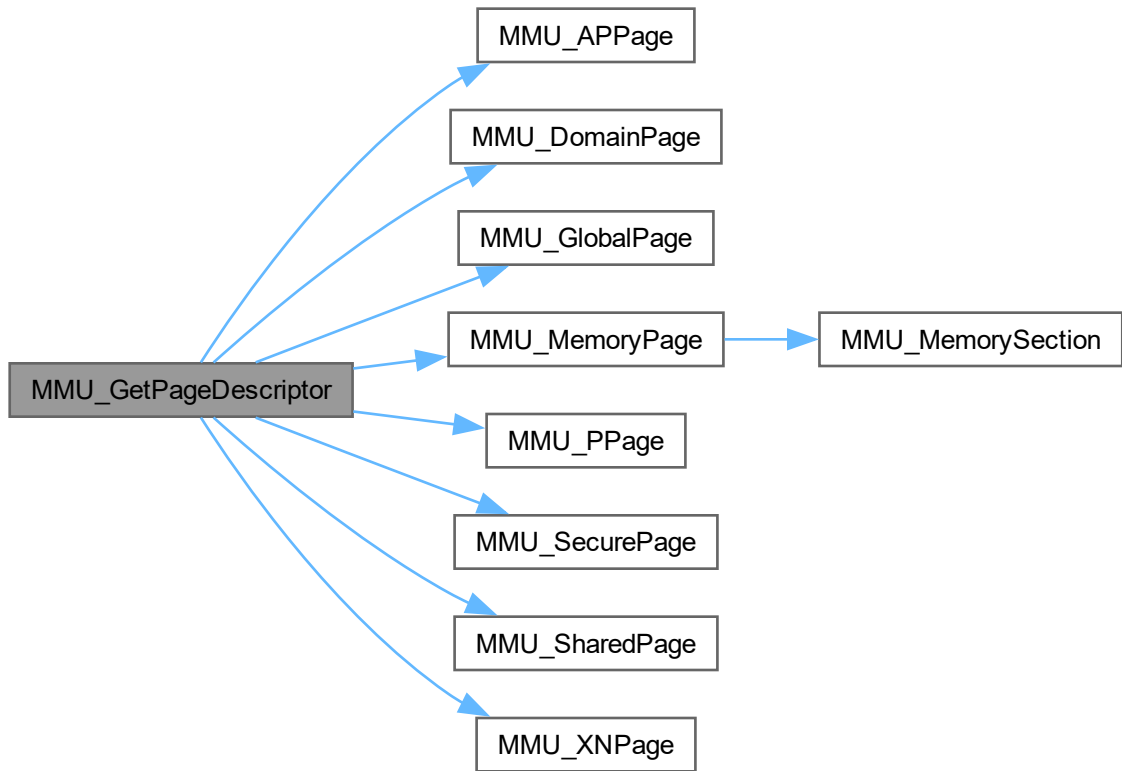 MMU_APPage
MMU_DomainPage
MMU_GlobalPage
MMU_MemoryPage
MMU_MemorySection
MMU_GetPageDescriptor
MMU_PPage
MMU_SecurePage
MMU_SharedPage
MMU_XNPage